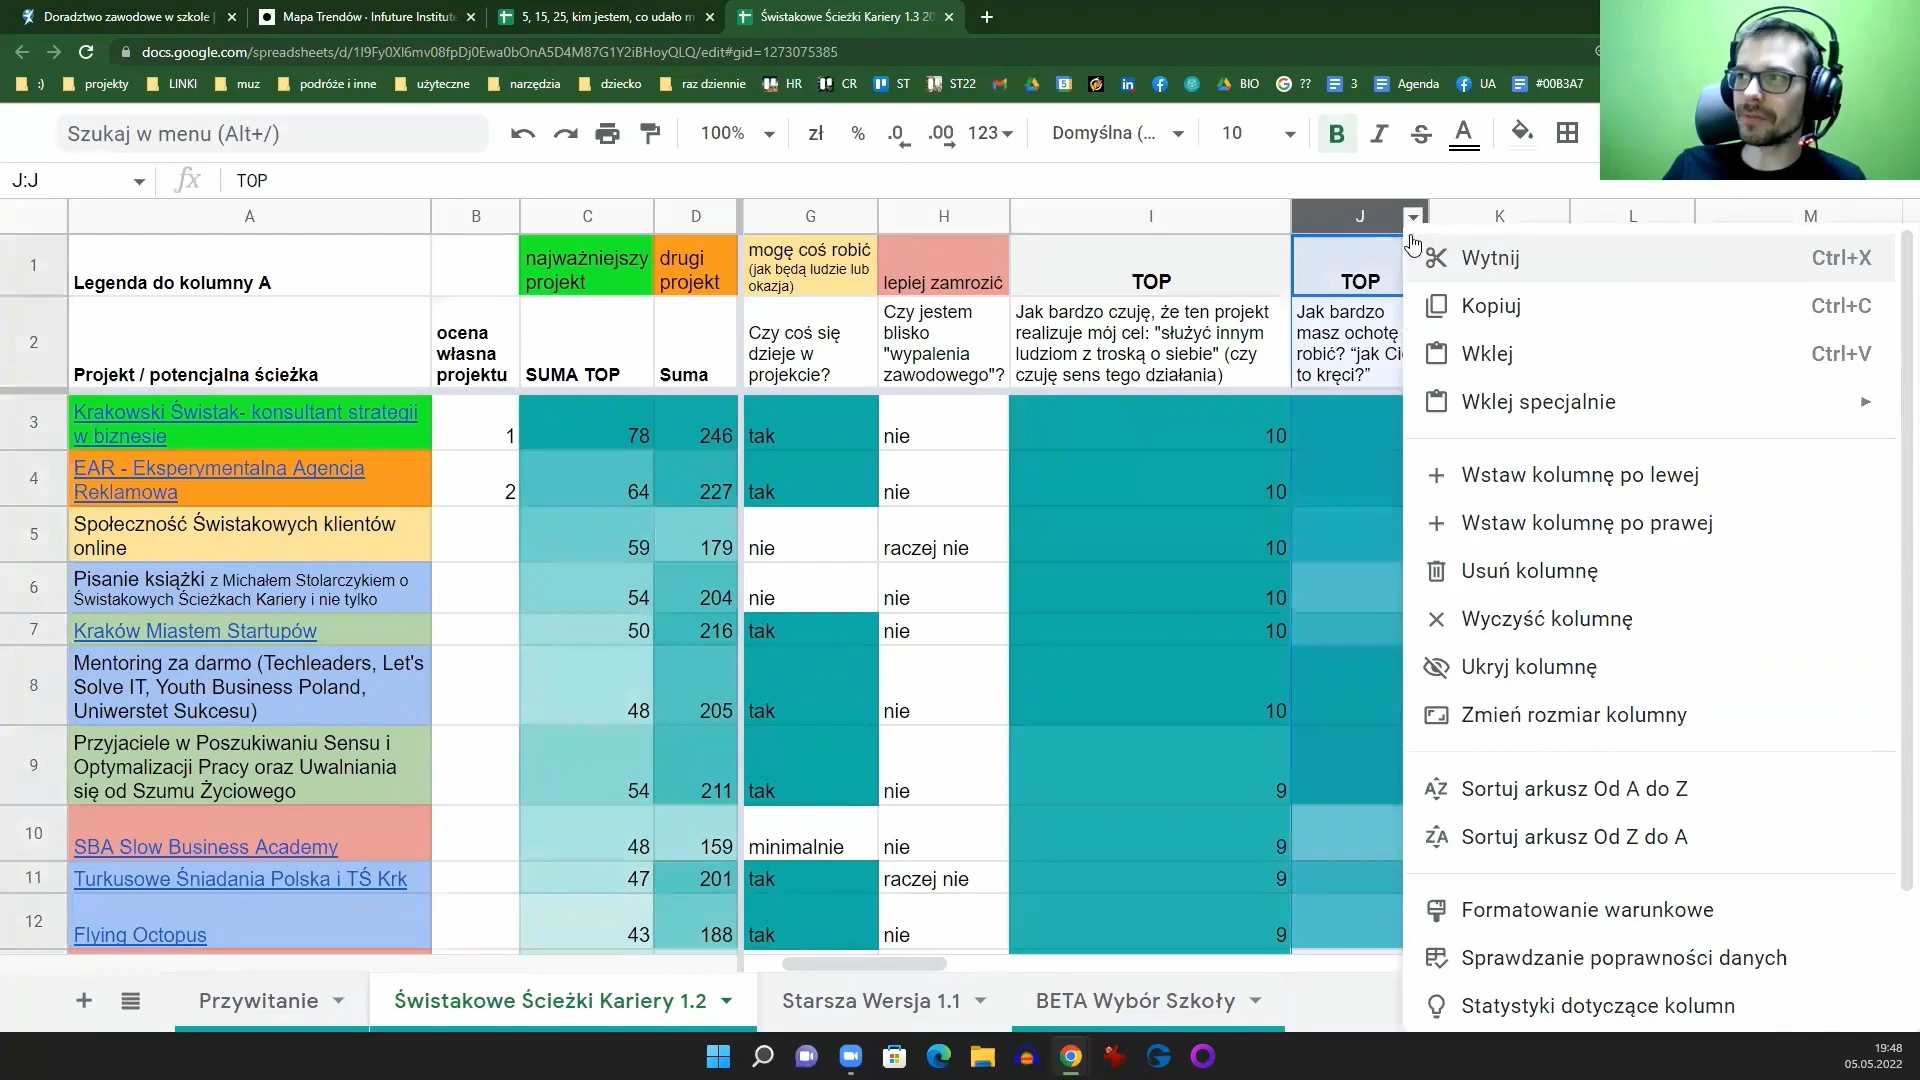 Doradztwo zawodowe w szkole |
Mapa Trendów · Infuture Institute
5, 15, 25, kim jestem, co udało m
Świstakowe Ścieżki Kariery 1.3 20
docs.google.com/spreadsheets/d/1I9Fy0Xl6mv08fpDj0Ewa0bOnA5D4M87G1Y2iBHoyQLQ/edit#gid=1273075385
:) projekty LINKI muz podróże i inne użyteczne narzędzia dziecko raz dziennie HR CR ST ST22 BIO ?? 3 Agenda UA #00B3A7
Szukaj w menu (Alt+/) 100% zł % .0 .00 123 Domyślna (... 10 B I S A
J:J fx TOP
A B C D G H I J K L M
1
Legenda do kolumny A
najważniejszy
projekt
drugi
projekt
mogę coś robić
(jak będą ludzie lub
okazja)
lepiej zamrozić
TOP
TOP
2
Projekt / potencjalna ścieżka
ocena
własna
projektu
SUMA TOP
Suma
Czy coś się
dzieje w
projekcie?
Czy jestem
blisko
"wypalenia
zawodowego"?
Jak bardzo czuję, że ten projekt
realizuje mój cel: "służyć innym
ludziom z troską o siebie" (czy
czuję sens tego działania)
Jak bardzo
masz ochotę
robić? “jak Ci
to kręci?”
3
Krakowski Świstak- konsultant strategii
w biznesie
1 78 246 tak nie 10
4
EAR - Eksperymentalna Agencja
Reklamowa
2 64 227 tak nie 10
5
Społeczność Świstakowych klientów
online
59 179 nie raczej nie 10
6
Pisanie książki z Michałem Stolarczykiem o
Świstakowych Ścieżkach Kariery i nie tylko
54 204 nie nie 10
7
Kraków Miastem Startupów
50 216 tak nie 10
8
Mentoring za darmo (Techleaders, Let's
Solve IT, Youth Business Poland,
Uniwerstet Sukcesu)
48 205 tak nie 10
9
Przyjaciele w Poszukiwaniu Sensu i
Optymalizacji Pracy oraz Uwalniania
się od Szumu Życiowego
54 211 tak nie 9
10
SBA Slow Business Academy
48 159 minimalnie nie 9
11
Turkusowe Śniadania Polska i TŚ Krk
47 201 tak raczej nie 9
12
Flying Octopus
43 188 tak nie 9
Wytnij Ctrl+X
Kopiuj Ctrl+C
Wklej Ctrl+V
Wklej specjalnie
Wstaw kolumnę po lewej
Wstaw kolumnę po prawej
Usuń kolumnę
Wyczyść kolumnę
Ukryj kolumnę
Zmień rozmiar kolumny
Sortuj arkusz Od A do Z
Sortuj arkusz Od Z do A
Formatowanie warunkowe
Sprawdzanie poprawności danych
Statystyki dotyczące kolumn
Przywitanie
Świstakowe Ścieżki Kariery 1.2
Starsza Wersja 1.1
BETA Wybór Szkoły
19:48
05.05.2022